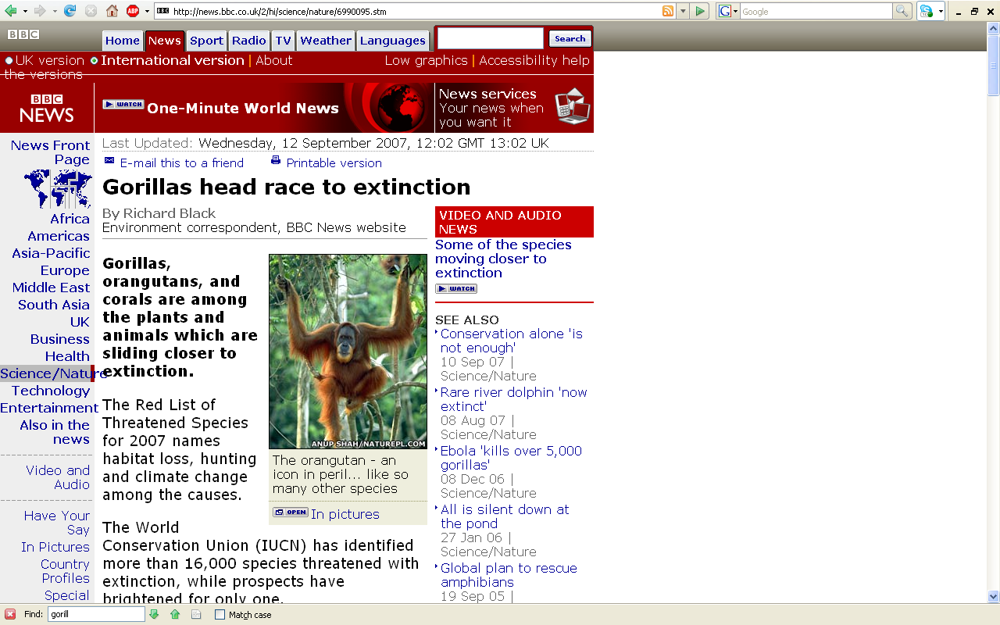 ABP
BBC
http://news.bbc.co.uk/2/hi/science/nature/6990095.stm
G
Google
BBC
Home
News
Sport
Radio
TV
Weather
Languages
Search
UK version
International version | About
Low graphics | Accessibility help
the versions
BBC
NEWS
WATCH
One-Minute World News
News services
Your news when
you want it
News Front
Page
Africa
Americas
Asia-Pacific
Europe
Middle East
South Asia
UK
Business
Health
Science/Nature
Technology
Entertainment
Also in the
news
Video and
Audio
Have Your
Say
In Pictures
Country
Profiles
Special
Last Updated: Wednesday, 12 September 2007, 12:02 GMT 13:02 UK
E-mail this to a friend
Printable version
Gorillas head race to extinction
By Richard Black
Environment correspondent, BBC News website
Gorillas,
orangutans, and
corals are among
the plants and
animals which are
sliding closer to
extinction.
The Red List of
Threatened Species
for 2007 names
habitat loss, hunting
and climate change
among the causes.
The World
Conservation Union (IUCN) has identified
more than 16,000 species threatened with
extinction, while prospects have
brightened for only one.
ANUP SHAH/NATUREPL.COM
The orangutan - an
icon in peril... like so
many other species
OPEN
In pictures
VIDEO AND AUDIO
NEWS
Some of the species
moving closer to
extinction
WATCH
SEE ALSO
Conservation alone 'is
not enough'
10 Sep 07 |
Science/Nature
Rare river dolphin 'now
extinct'
08 Aug 07 |
Science/Nature
Ebola 'kills over 5,000
gorillas'
08 Dec 06 |
Science/Nature
All is silent down at
the pond
27 Jan 06 |
Science/Nature
Global plan to rescue
amphibians
19 Sep 05 |
Find:
gorill
Match case